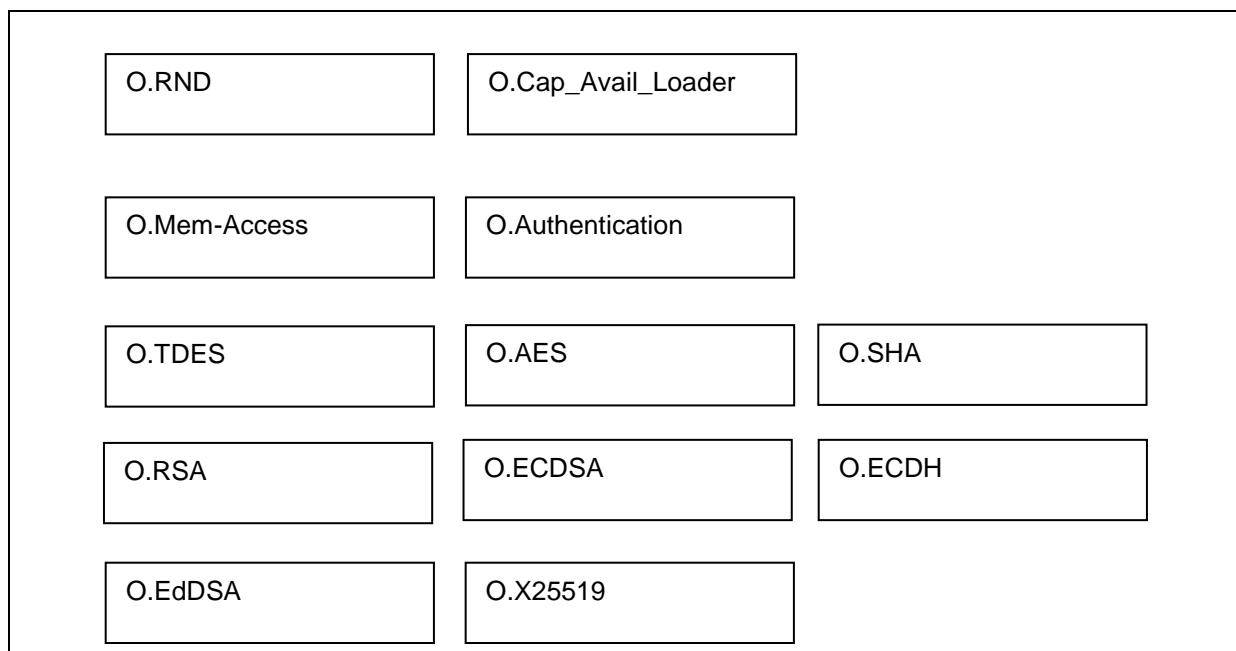 O.RND
O.Cap_Avail_Loader
O.Mem-Access
O.Authentication
O.TDES
O.AES
O.SHA
O.RSA
O.ECDSA
O.ECDH
O.EdDSA
O.X25519